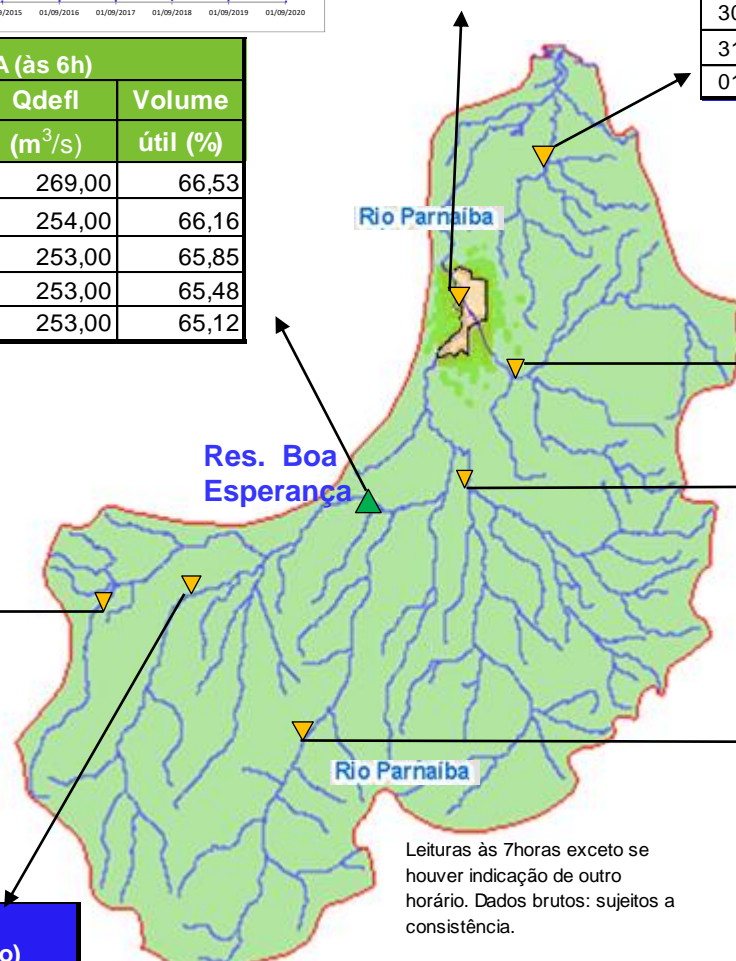 01/09/2016 01/09/2017 01/09/2018 01/09/2019 01/09/2020
30
31
01
(às 6h)
Qdefl Volume
(m³/s) útil (%)
269,00 66,53
254,00 66,16
253,00 65,85
253,00 65,48
253,00 65,12
Rio Parnaíba
Res. Boa
Esperança
Rio Parnaíba
Leituras às 7horas exceto se
houver indicação de outro
horário. Dados brutos: sujeitos a
consistência.